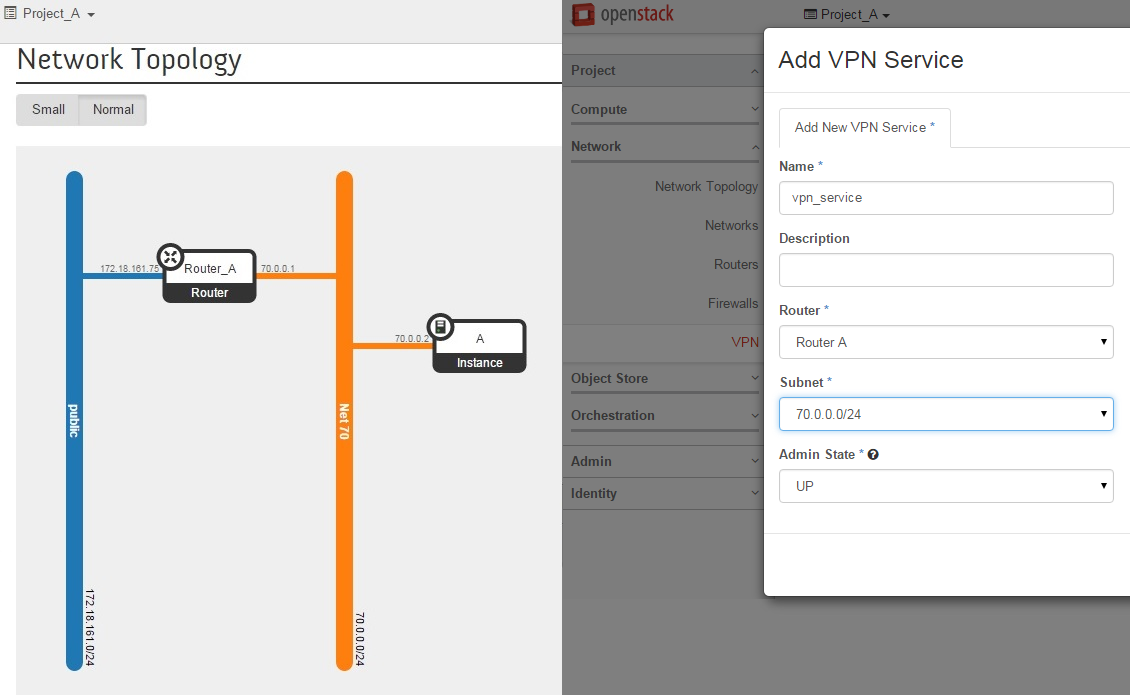 Project_A
Network Topology
Small
Normal
172.18.161.75
Router_A
Router
70.0.0.1
70.0.0.2
A
Instance
public
Net 70
172.18.161.0/24
70.0.0.0/24
openstack
Project_A
Project
Compute
Network
Network Topology
Networks
Routers
Firewalls
VPN
Object Store
Orchestration
Admin
Identity
Add VPN Service
Add New VPN Service *
Name *
vpn_service
Description
Router *
Router A
Subnet *
70.0.0.0/24
Admin State * ?
UP